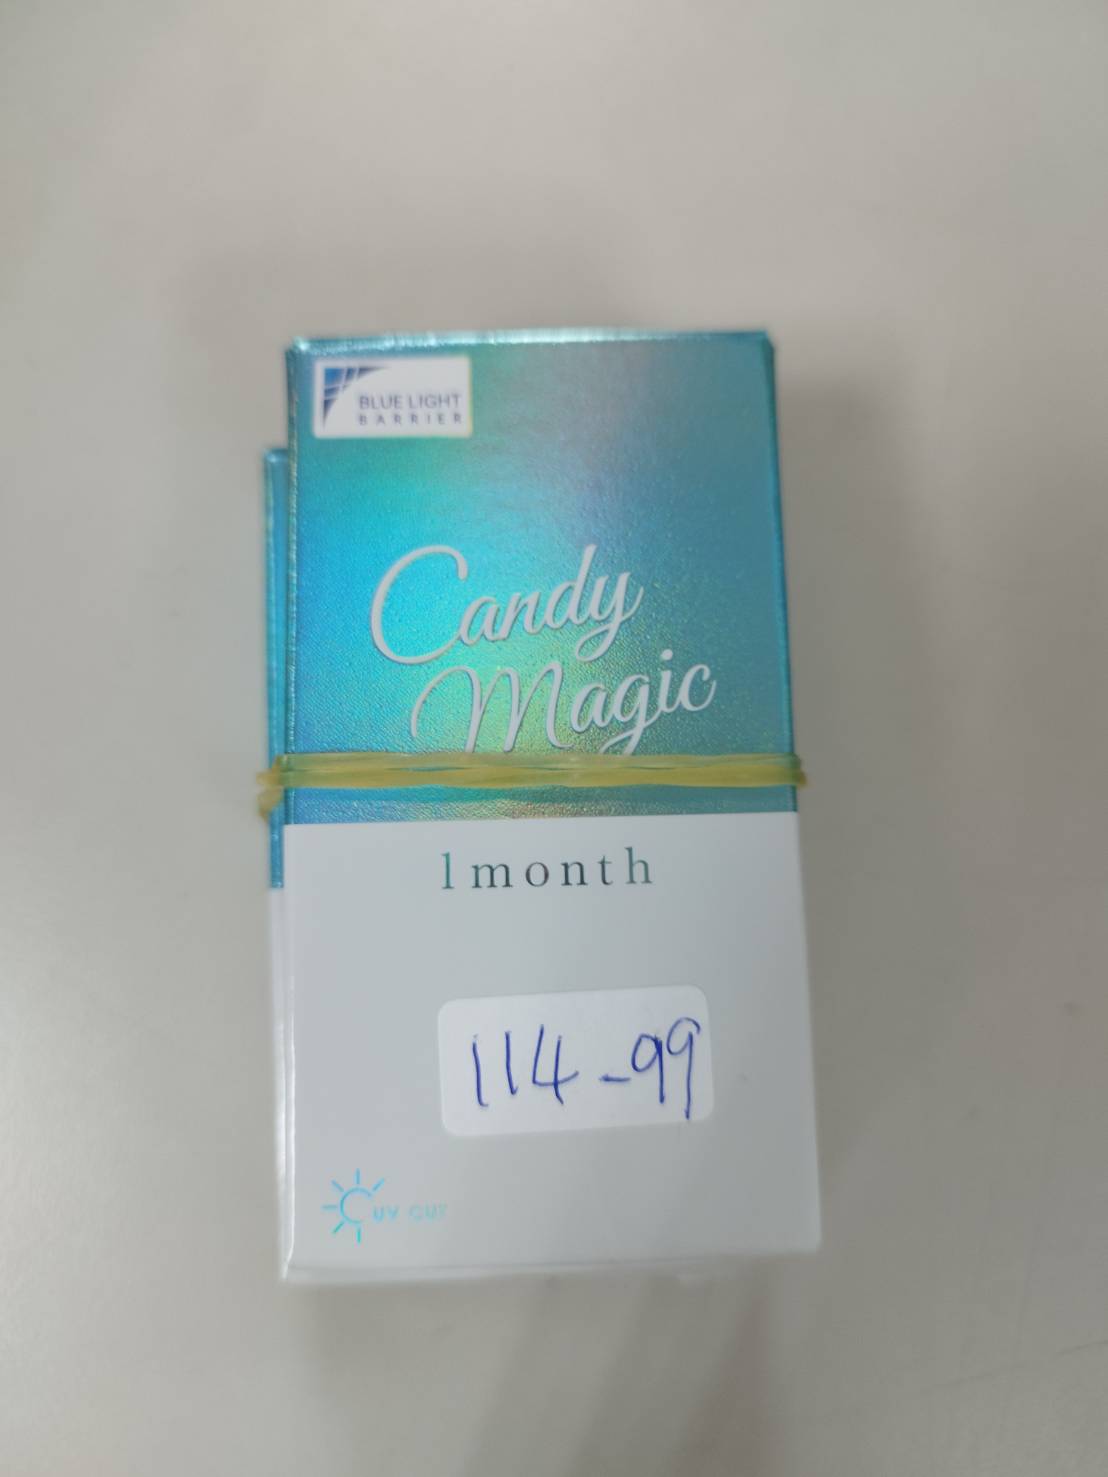 BLUE LIGHT
BARRIER
Candy
Magic
1month
114-99
UV CUT